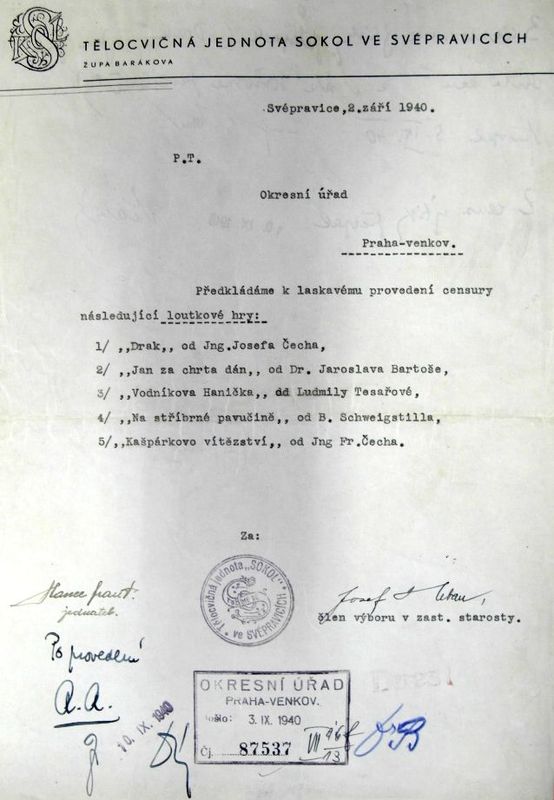 TĚLOCVIČNÁ JEDNOTA SOKOL VE SVÉPRAVICÍCH
ŽUPA BARÁKOVA
Svépravice,2.září 1940.
P.T.
Okresní úřad
Praha-venkov.
Předkládáme k laskavému provedení censury
následující loutkové hry:
1/ ,,Drak,, od Jng.Josefa Čecha,
2/ ,,Jan za chrta dán,, od Dr. Jaroslava Bartoše,
3/ ,,Vodníkova Hanička,, od Ludmily Tesařové,
4/ ,,Na stříbrné pavučině,, od B. Schweigstilla,
5/,,Kašpárkovo vítězství,, od Jng Fr.Čecha.
Za:
Tělocvičná jednota „SOKOL"
ve SVÉPRAVICÍCH
jednatel.
Josef
člen výboru v zast. starosty.
Po provedení
a.a.
10. IX. 1940
OKRESNÍ ÚŘAD
PRAHA-VENKOV.
Došlo: 3. IX. 1940
Čj. 87537